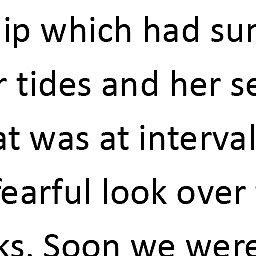 ip which had sur
r tides and her se
at was at interval
fearful look over
ks. Soon we were